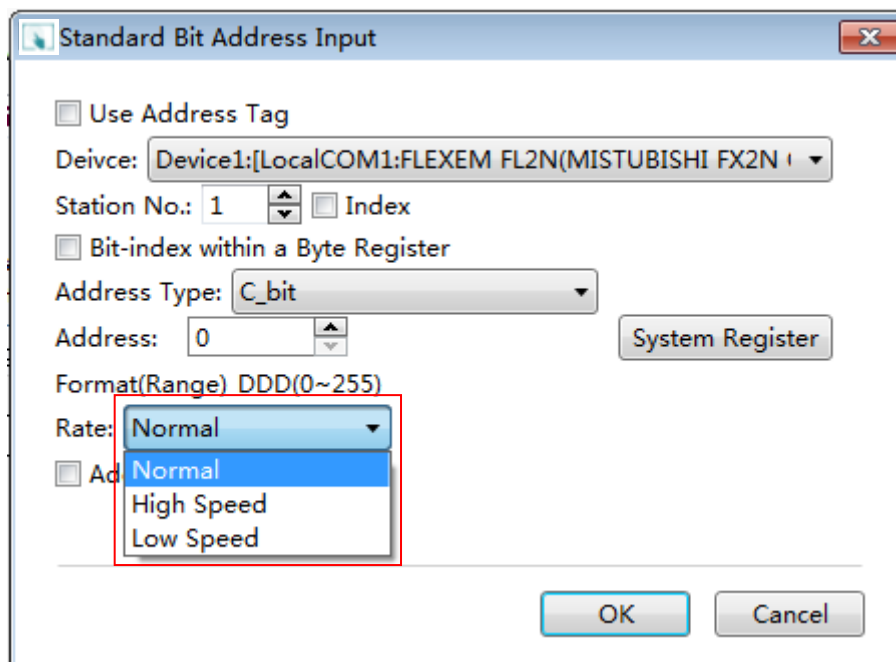 Standard Bit Address Input
Use Address Tag
Deivce: Device1:[LocalCOM1:FLEXEM FL2N(MISTUBISHI FX2N
Station No.: 1 Index
Bit-index within a Byte Register
Address Type: C_bit
Address: 0 System Register
Format(Range) DDD(0~255)
Rate: Normal
Normal
High Speed
Low Speed
OK Cancel